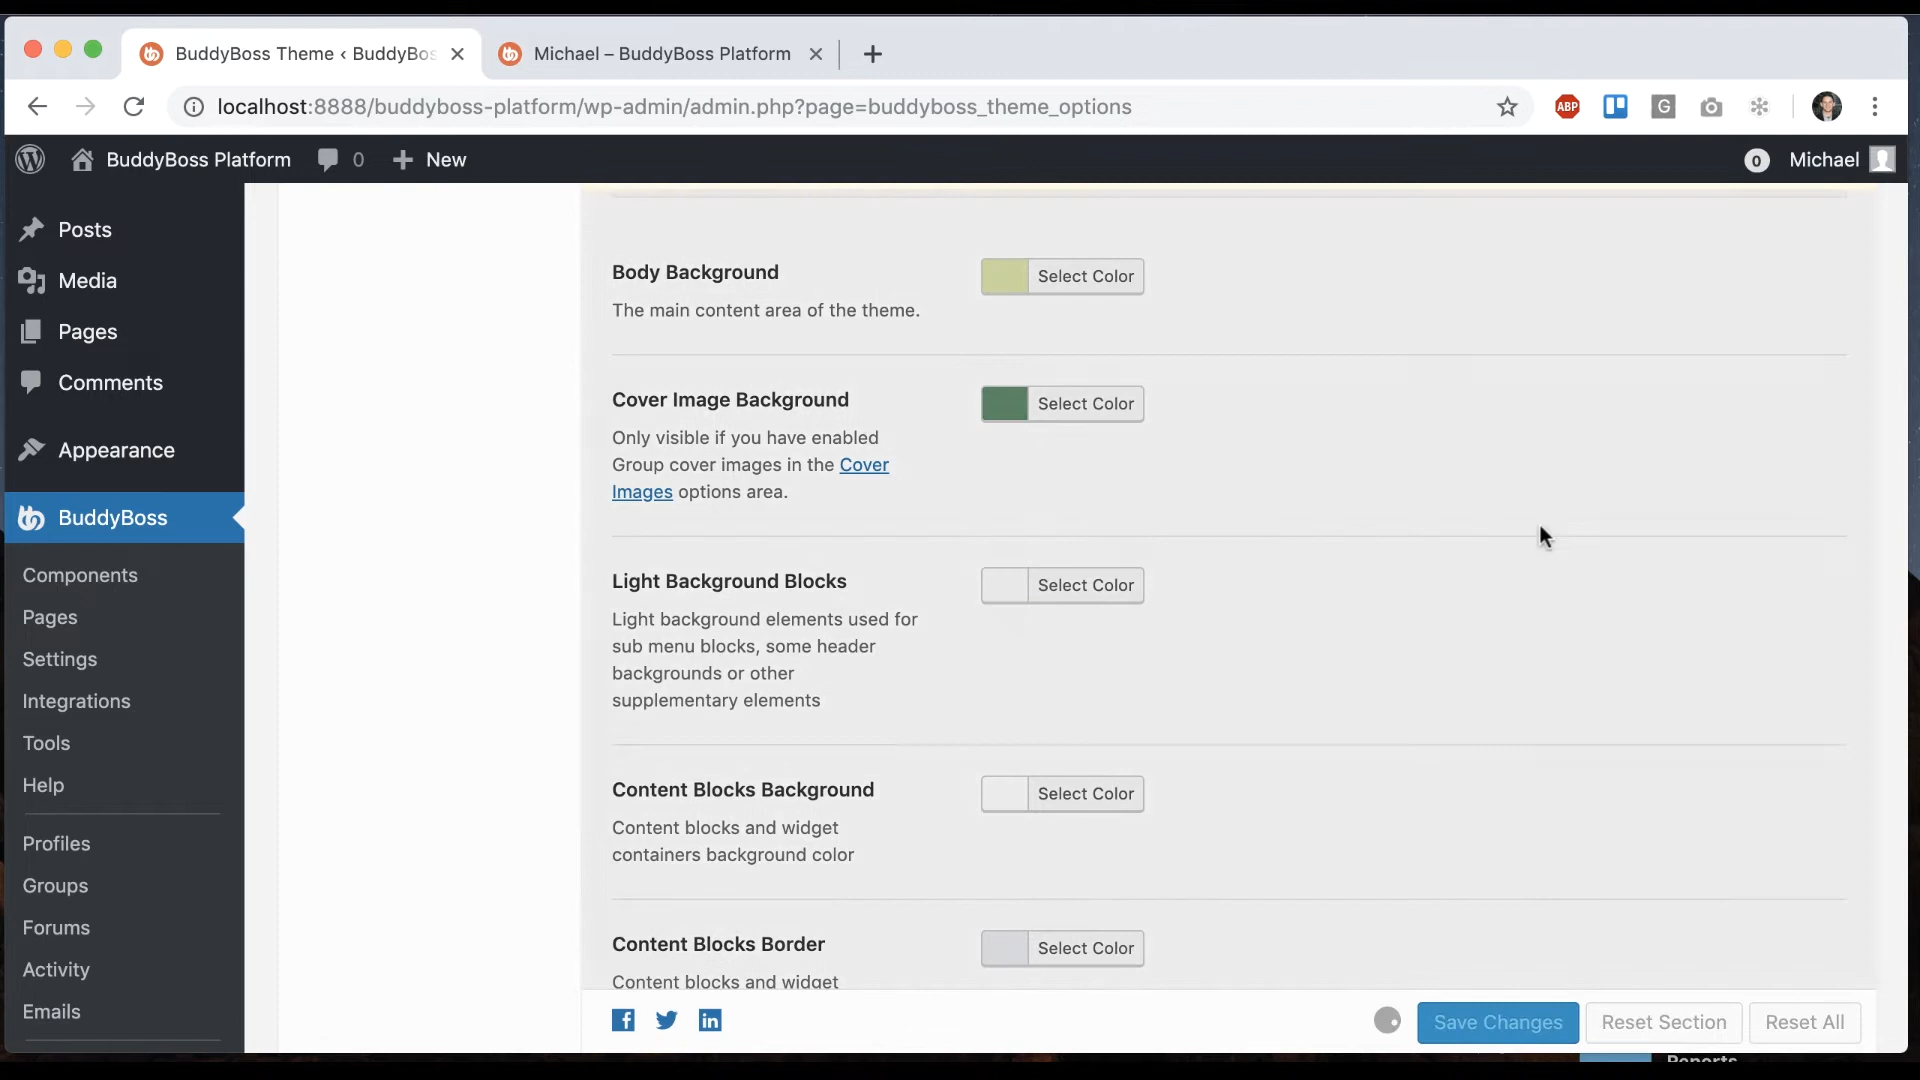 BuddyBoss Theme ‹ BuddyBos
Michael – BuddyBoss Platform
localhost:8888/buddyboss-platform/wp-admin/admin.php?page=buddyboss_theme_options
ABP
G
BuddyBoss Platform
0
New
0
Michael
Posts
Media
Pages
Comments
Appearance
BuddyBoss
Components
Pages
Settings
Integrations
Tools
Help
Profiles
Groups
Forums
Activity
Emails
Body Background
The main content area of the theme.
Select Color
Cover Image Background
Only visible if you have enabled
Group cover images in the Cover
Images options area.
Select Color
Light Background Blocks
Light background elements used for
sub menu blocks, some header
backgrounds or other
supplementary elements
Select Color
Content Blocks Background
Content blocks and widget
containers background color
Select Color
Content Blocks Border
Content blocks and widget
Select Color
Save Changes
Reset Section
Reset All
Reports